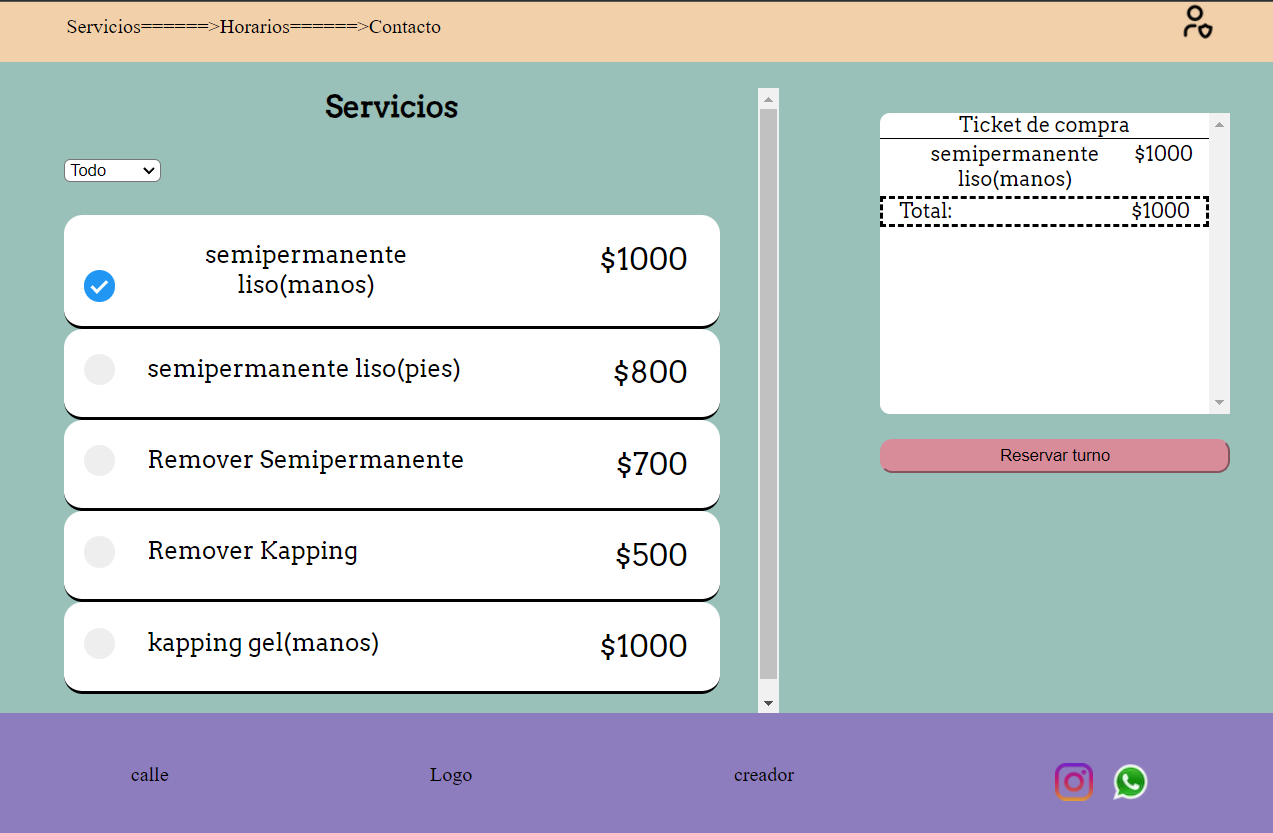 Servicios======>Horarios======>Contacto
Servicios
Todo
semipermanente
liso(manos)
$1000
semipermanente liso(pies)
$800
Remover Semipermanente
$700
Remover Kapping
$500
kapping gel(manos)
$1000
Ticket de compra
semipermanente
liso(manos)
$1000
Total:
$1000
Reservar turno
calle
Logo
creador